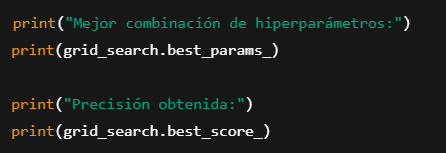 print("Mejor combinación de hiperparámetros:")
print(grid_search.best_params_)
print("Precisión obtenida:")
print(grid_search.best_score_)